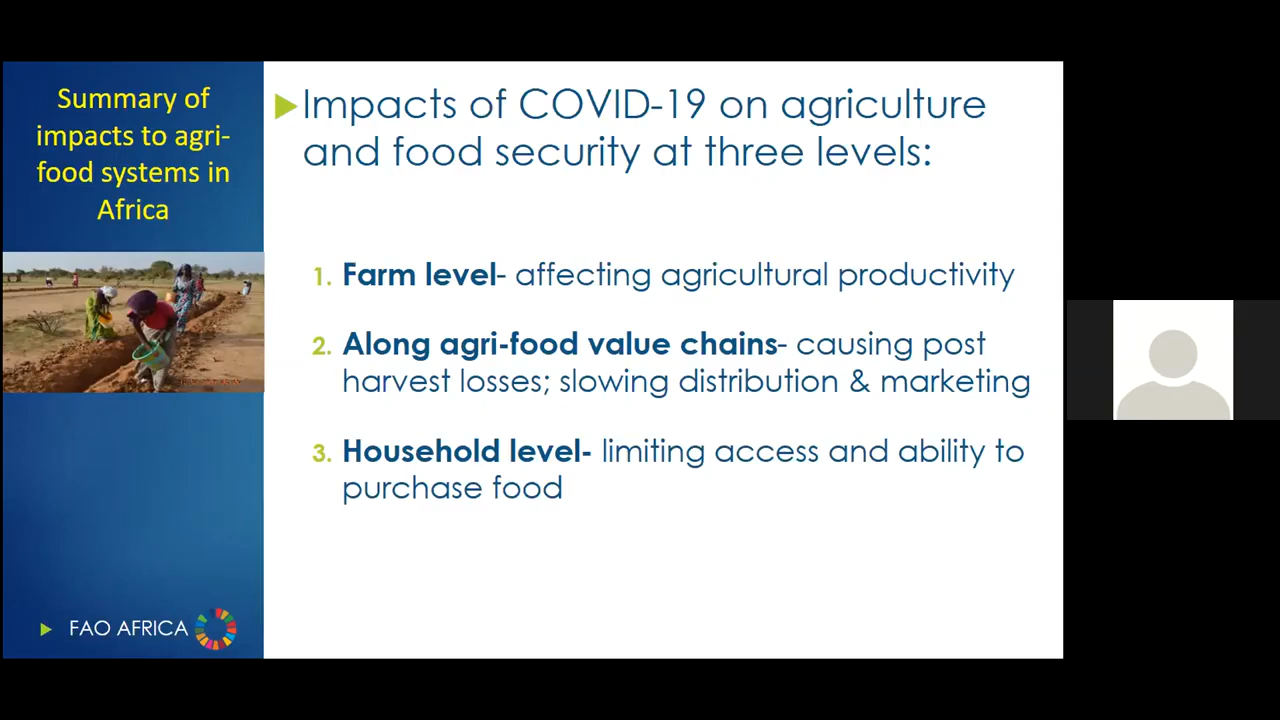 Summary of
impacts to agri-
food systems in
Africa
Impacts of COVID-19 on agriculture
and food security at three levels:
1. Farm level- affecting agricultural productivity
2. Along agri-food value chains- causing post
harvest losses; slowing distribution & marketing
3. Household level- limiting access and ability to
purchase food
FAO AFRICA